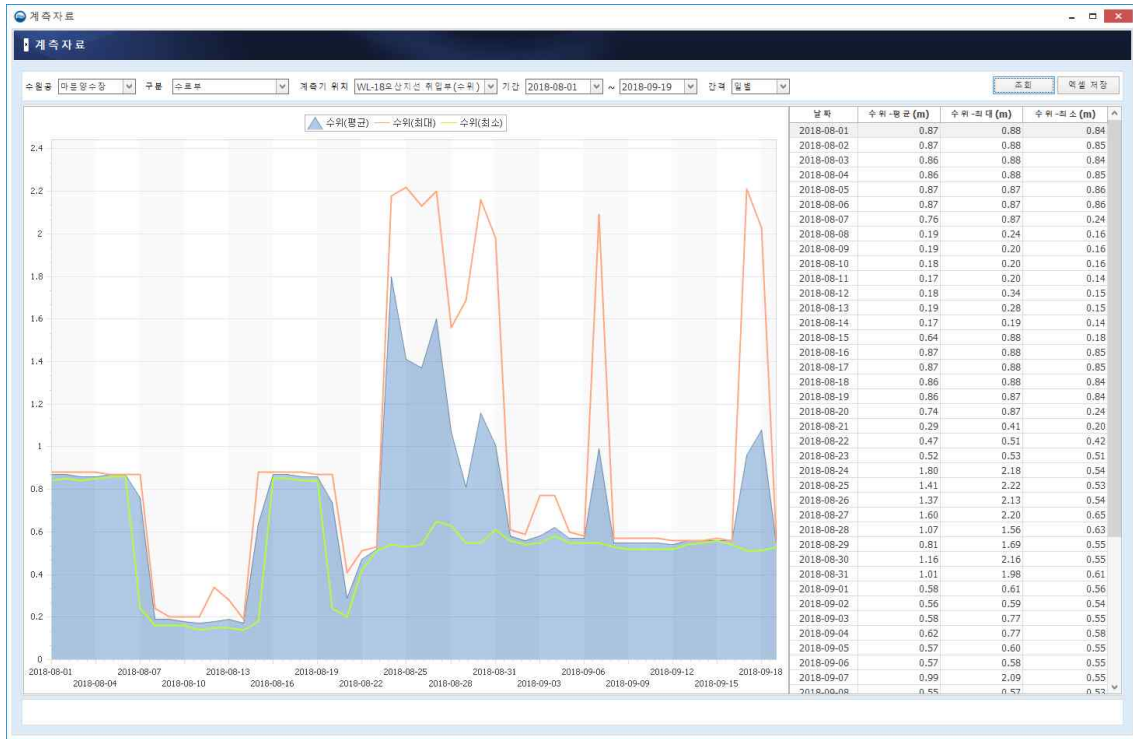 계측자료
계측자료
수원공 마둔양수장 구분 수로부 계측기 위치 WL-18오산지선 취입부(수위) 기간 2018-08-01 ~ 2018-09-19 간격 일별 조회 엑셀 저장
수위(평균) 수위(최대) 수위(최소)
2.4
2.2
2
1.8
1.6
1.4
1.2
1
0.8
0.6
0.4
0.2
0
2018-08-01 2018-08-07 2018-08-13 2018-08-19 2018-08-25 2018-08-31 2018-09-06 2018-09-12 2018-09-18
2018-08-04 2018-08-10 2018-08-16 2018-08-22 2018-08-28 2018-09-03 2018-09-09 2018-09-15
날짜 수위-평균(m) 수위-최대(m) 수위-최소(m)
2018-08-01 0.87 0.88 0.84
2018-08-02 0.87 0.88 0.85
2018-08-03 0.86 0.88 0.84
2018-08-04 0.86 0.88 0.85
2018-08-05 0.87 0.87 0.86
2018-08-06 0.87 0.87 0.86
2018-08-07 0.76 0.87 0.24
2018-08-08 0.19 0.24 0.16
2018-08-09 0.19 0.20 0.16
2018-08-10 0.18 0.20 0.16
2018-08-11 0.17 0.20 0.14
2018-08-12 0.18 0.34 0.15
2018-08-13 0.19 0.28 0.15
2018-08-14 0.17 0.19 0.14
2018-08-15 0.64 0.88 0.18
2018-08-16 0.87 0.88 0.85
2018-08-17 0.87 0.88 0.85
2018-08-18 0.86 0.88 0.84
2018-08-19 0.86 0.87 0.84
2018-08-20 0.74 0.87 0.24
2018-08-21 0.29 0.41 0.20
2018-08-22 0.47 0.51 0.42
2018-08-23 0.52 0.53 0.51
2018-08-24 1.80 2.18 0.54
2018-08-25 1.41 2.22 0.53
2018-08-26 1.37 2.13 0.54
2018-08-27 1.60 2.20 0.65
2018-08-28 1.07 1.56 0.63
2018-08-29 0.81 1.69 0.55
2018-08-30 1.16 2.16 0.55
2018-08-31 1.01 1.98 0.61
2018-09-01 0.58 0.61 0.56
2018-09-02 0.56 0.59 0.54
2018-09-03 0.58 0.77 0.55
2018-09-04 0.62 0.77 0.58
2018-09-05 0.57 0.60 0.55
2018-09-06 0.57 0.58 0.55
2018-09-07 0.99 2.09 0.55
2018-09-08 0.55 0.57 0.53